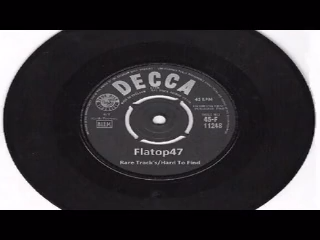 DECCA
45 RPM
45-F
11248
Flatop47
Rare Track's/Hard To Find